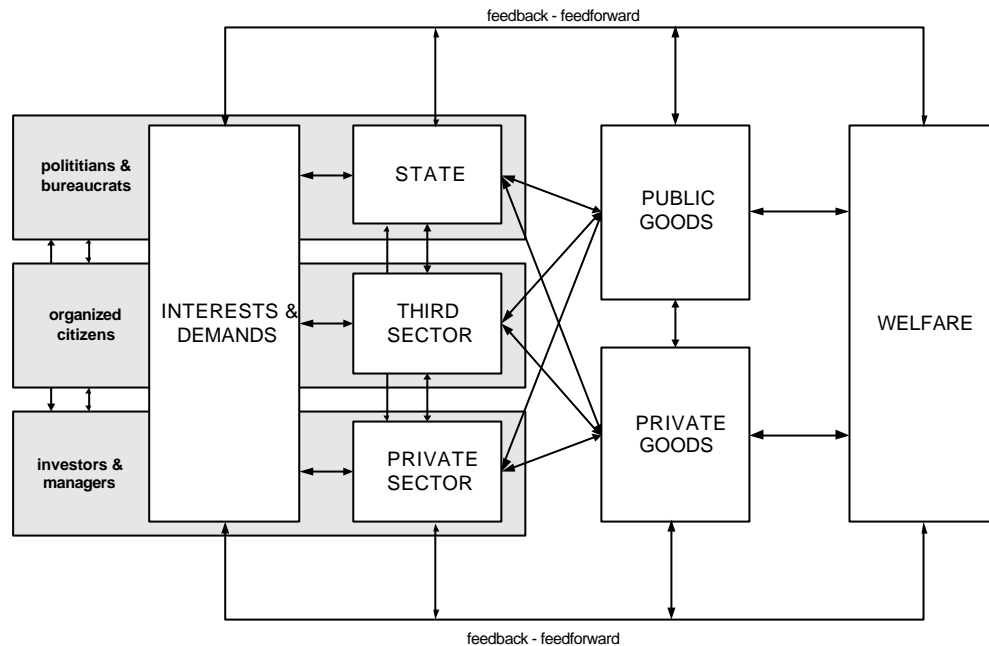 feedback - feedforward
polititians &
bureaucrats
STATE
PUBLIC
GOODS
organized
citizens
INTERESTS &
DEMANDS
THIRD
SECTOR
WELFARE
PRIVATE
GOODS
investors &
managers
PRIVATE
SECTOR
feedback - feedforward